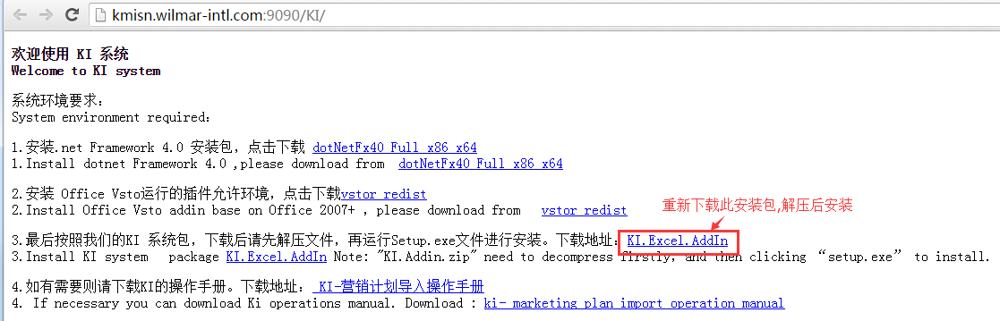 kmisn.wilmar-intl.com:9090/KI/
欢迎使用 KI 系统
Welcome to KI system
系统环境要求:
System environment required:
1.安装.net Framework 4.0 安装包，点击下载 dotNetFx40_Full_x86_x64
1.Install dotnet Framework 4.0 ,please download from dotNetFx40_Full_x86_x64
2.安装 Office Vsto运行的插件允许环境，点击下载vstor_redist
2.Install Office Vsto addin base on Office 2007+ , please download from vstor_redist
重新下载此安装包,解压后安装
3.最后按照我们的KI 系统包，下载后请先解压文件，再运行Setup.exe文件进行安装。下载地址：KI.Excel.AddIn
3.Install KI system package KI.Excel.AddIn Note: "KI.Addin.zip" need to decompress firstly, and then clicking “setup.exe” to install.
4.如有需要则请下载KI的操作手册。下载地址： KI-营销计划导入操作手册
4. If necessary you can download Ki operations manual. Download : ki- marketing plan import operation manual